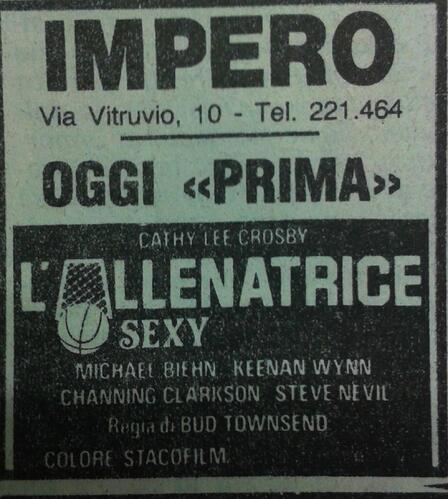 IMPERO
Via Vitruvio, 10 - Tel. 221.464
OGGI «PRIMA»
CATHY LEE CROSBY
L'ALLENATRICE
SEXY
MICHAEL BIEHN KEENAN WYNN
CHANNING CLARKSON STEVE NEVIL
Regia di BUD TOWNSEND
COLORE STACOFILM